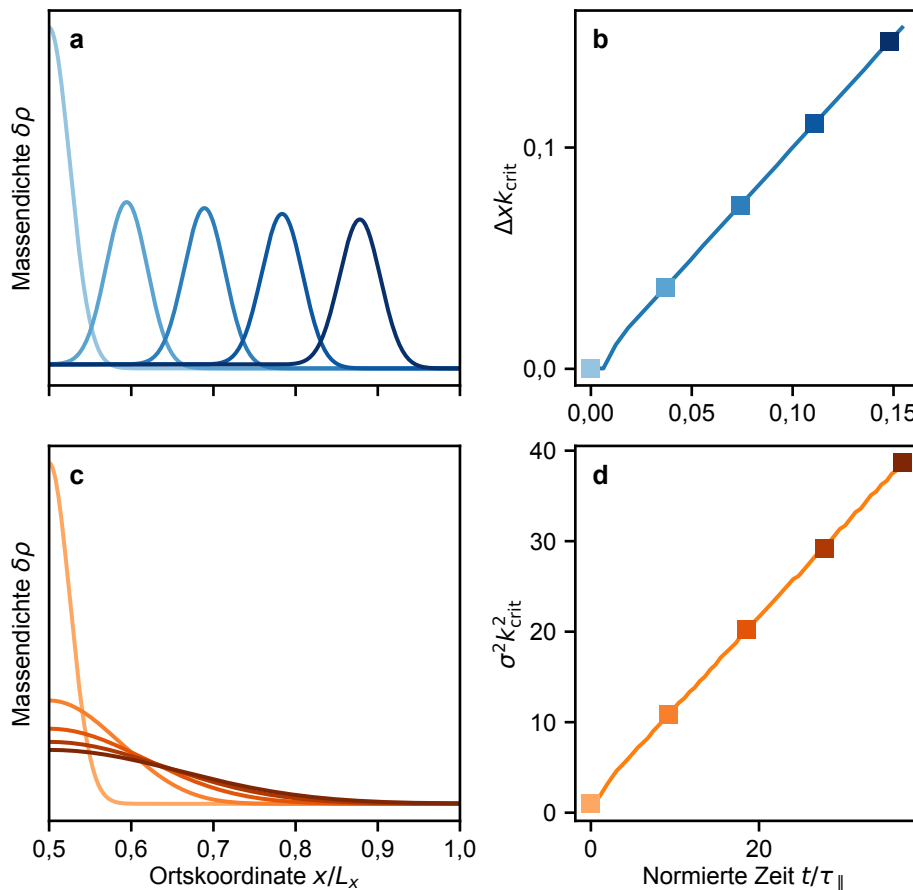 a
Massendichte δρ
b
Δxk_crit
0,1
0,0
0,00 0,05 0,10 0,15
c
Massendichte δρ
0,5 0,6 0,7 0,8 0,9 1,0
Ortskoordinate x/L_x
d
σ²k²_crit
40
30
20
10
0
0 20
Normierte Zeit t/τ_∥